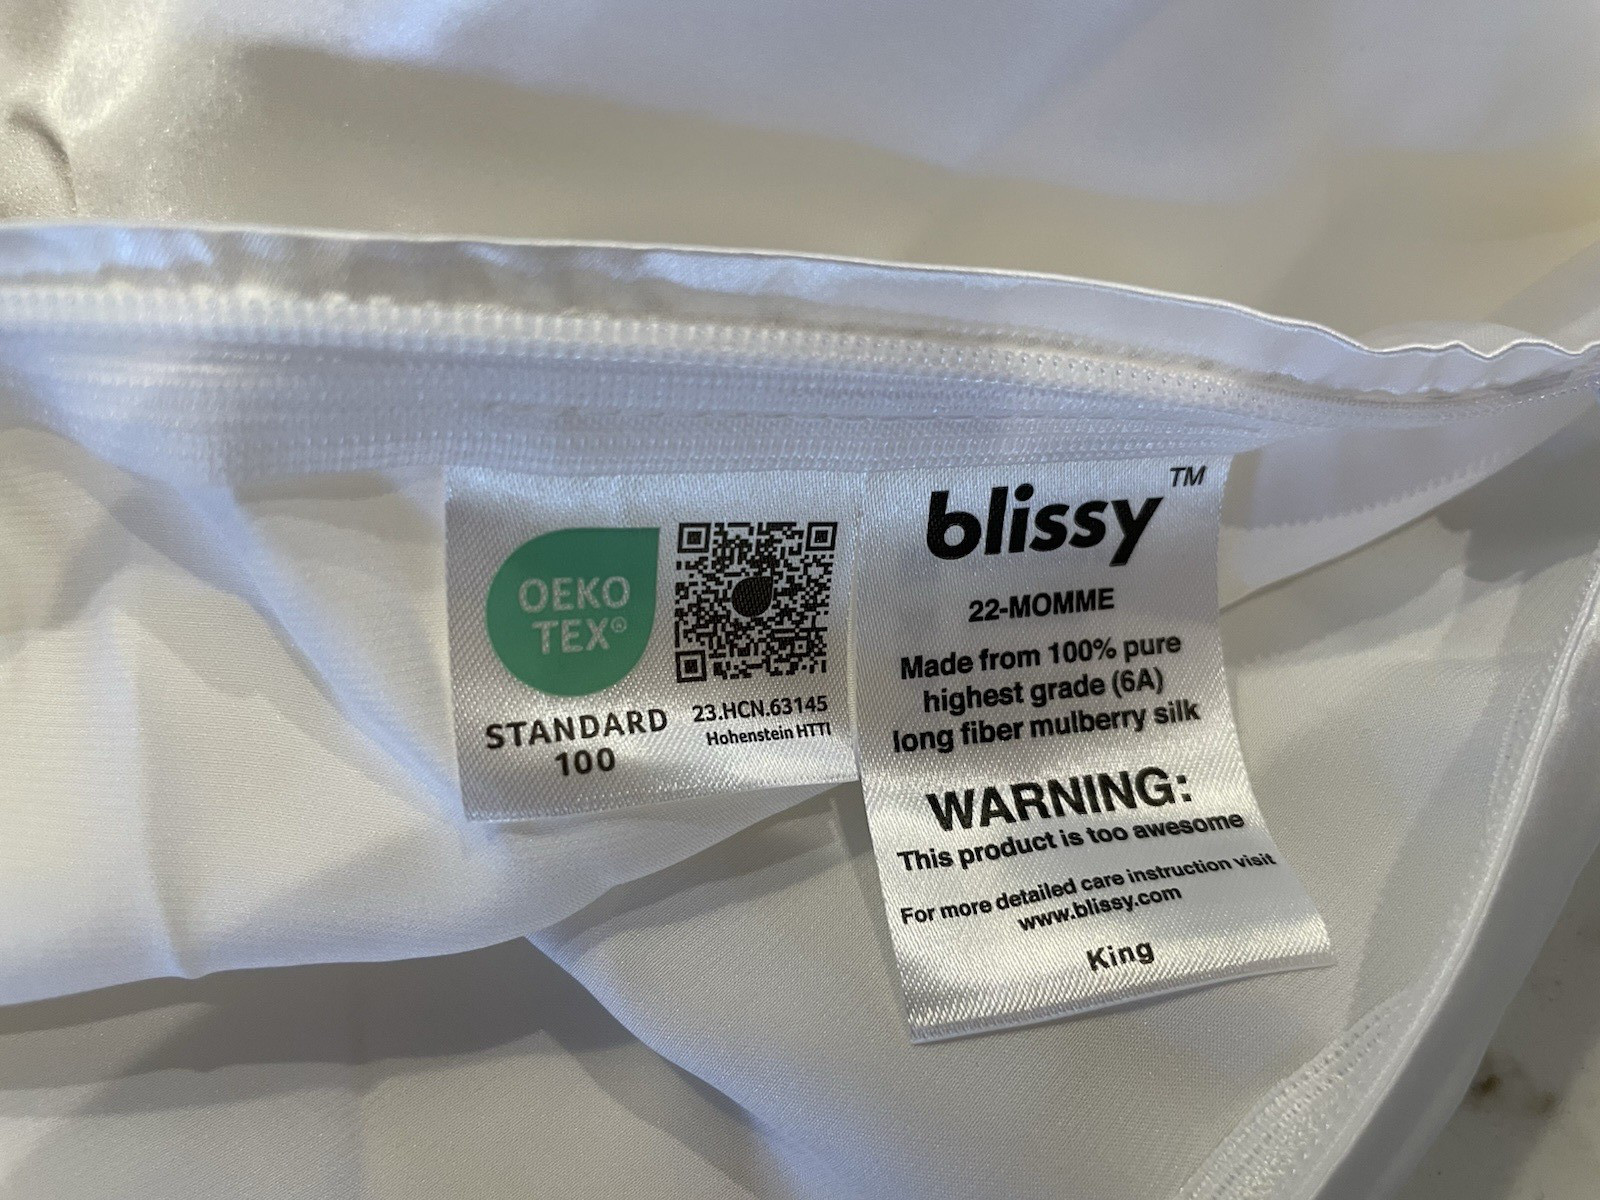 OEKO
TEX®
STANDARD
100
23.HCN.63145
Hohenstein HTTI
blissy™
22-MOMME
Made from 100% pure
highest grade (6A)
long fiber mulberry silk
WARNING:
This product is too awesome
For more detailed care instruction visit
www.blissy.com
King